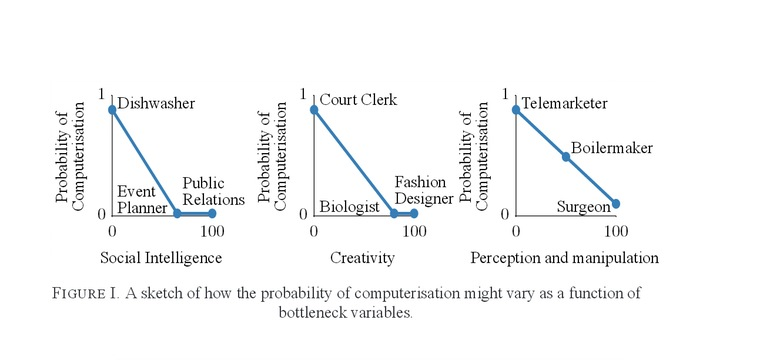 Probability of
Computerisation
1
0
Dishwasher
Event
Planner
Public
Relations
0
100
Social Intelligence
Probability of
Computerisation
1
0
Court Clerk
Biologist
Fashion
Designer
0
100
Creativity
Probability of
Computerisation
1
0
Telemarketer
Boilermaker
Surgeon
0
100
Perception and manipulation
FIGURE I. A sketch of how the probability of computerisation might vary as a function of
bottleneck variables.